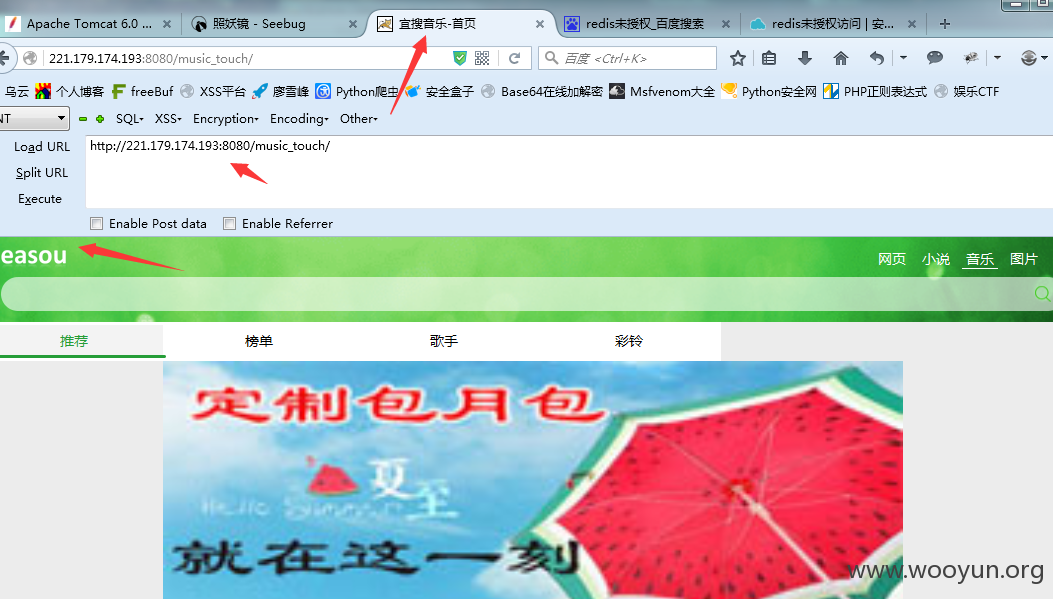 Apache Tomcat 6.0 ... × 照妖镜 - Seebug × 宜搜音乐-首页 × redis未授权_百度搜索 × redis未授权访问 | 安... × +
221.179.174.193:8080/music_touch/ 百度 <Ctrl+K>
乌云 个人博客 freeBuf XSS平台 廖雪峰 Python爬虫 安全盒子 Base64在线加解密 Msfvenom大全 Python安全网 PHP正则表达式 娱乐CTF
NT SQL XSS Encryption Encoding Other
Load URL http://221.179.174.193:8080/music_touch/
Split URL
Execute
Enable Post data Enable Referrer
easou 网页 小说 音乐 图片
推荐 榜单 歌手 彩铃
定制包月包
夏至
Hello Summer
就在这一刻
www.wooyun.org